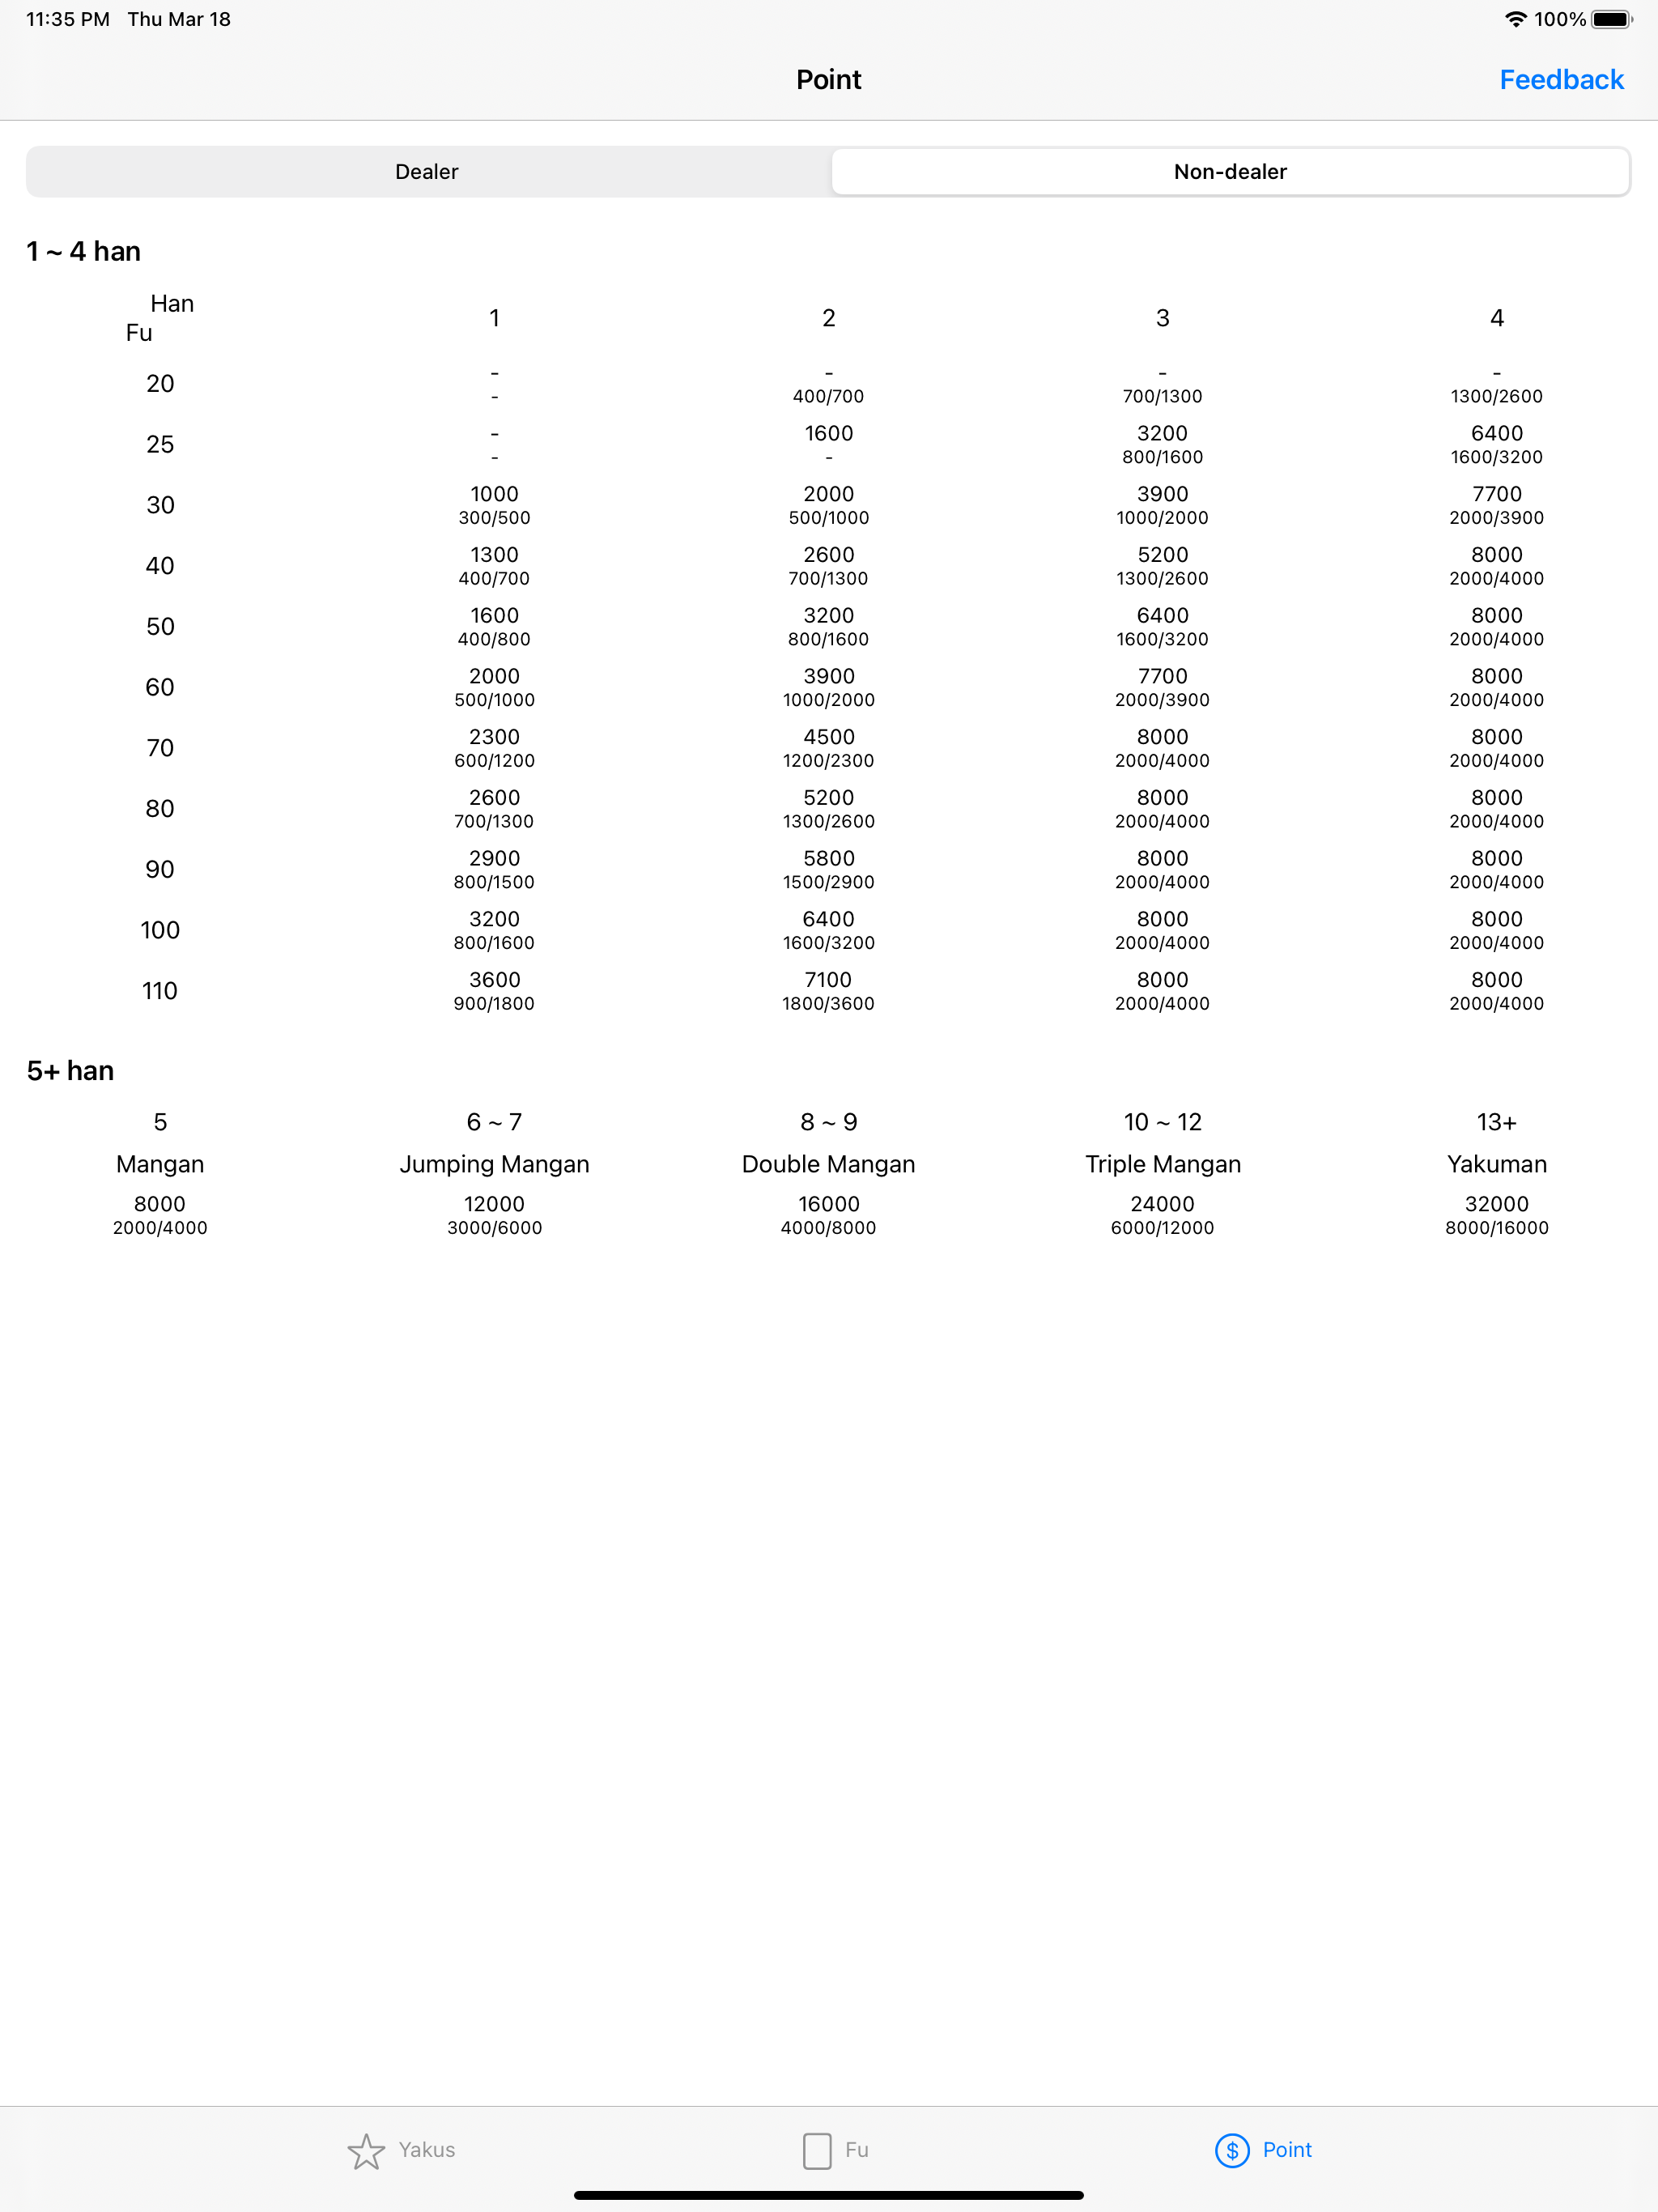 11:35 PM Thu Mar 18 100%
Point Feedback
Dealer Non-dealer
1 ~ 4 han
Han
Fu 1 2 3 4
20 - - - -
- 400/700 700/1300 1300/2600
25 - 1600 3200 6400
- - 800/1600 1600/3200
30 1000 2000 3900 7700
300/500 500/1000 1000/2000 2000/3900
40 1300 2600 5200 8000
400/700 700/1300 1300/2600 2000/4000
50 1600 3200 6400 8000
400/800 800/1600 1600/3200 2000/4000
60 2000 3900 7700 8000
500/1000 1000/2000 2000/3900 2000/4000
70 2300 4500 8000 8000
600/1200 1200/2300 2000/4000 2000/4000
80 2600 5200 8000 8000
700/1300 1300/2600 2000/4000 2000/4000
90 2900 5800 8000 8000
800/1500 1500/2900 2000/4000 2000/4000
100 3200 6400 8000 8000
800/1600 1600/3200 2000/4000 2000/4000
110 3600 7100 8000 8000
900/1800 1800/3600 2000/4000 2000/4000
5+ han
5 6 ~ 7 8 ~ 9 10 ~ 12 13+
Mangan Jumping Mangan Double Mangan Triple Mangan Yakuman
8000 12000 16000 24000 32000
2000/4000 3000/6000 4000/8000 6000/12000 8000/16000
Yakus Fu $ Point